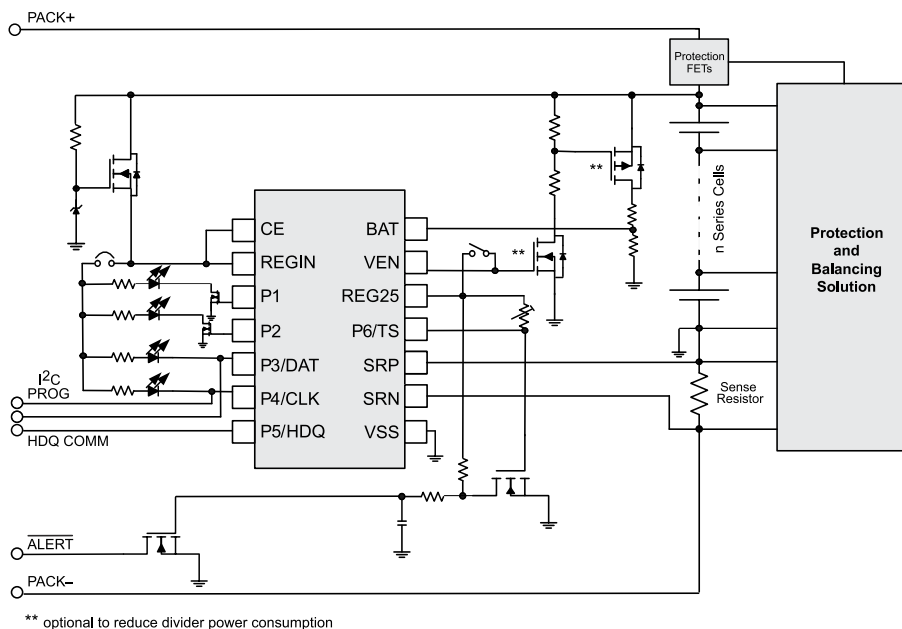 PACK+
Protection
FETs
**
n Series Cells
Protection
and
Balancing
Solution
CE
BAT
**
REGIN
VEN
P1
REG25
P2
P6/TS
P3/DAT
SRP
I²C
PROG
P4/CLK
SRN
Sense
Resistor
HDQ COMM
P5/HDQ
VSS
ALERT
PACK–
** optional to reduce divider power consumption